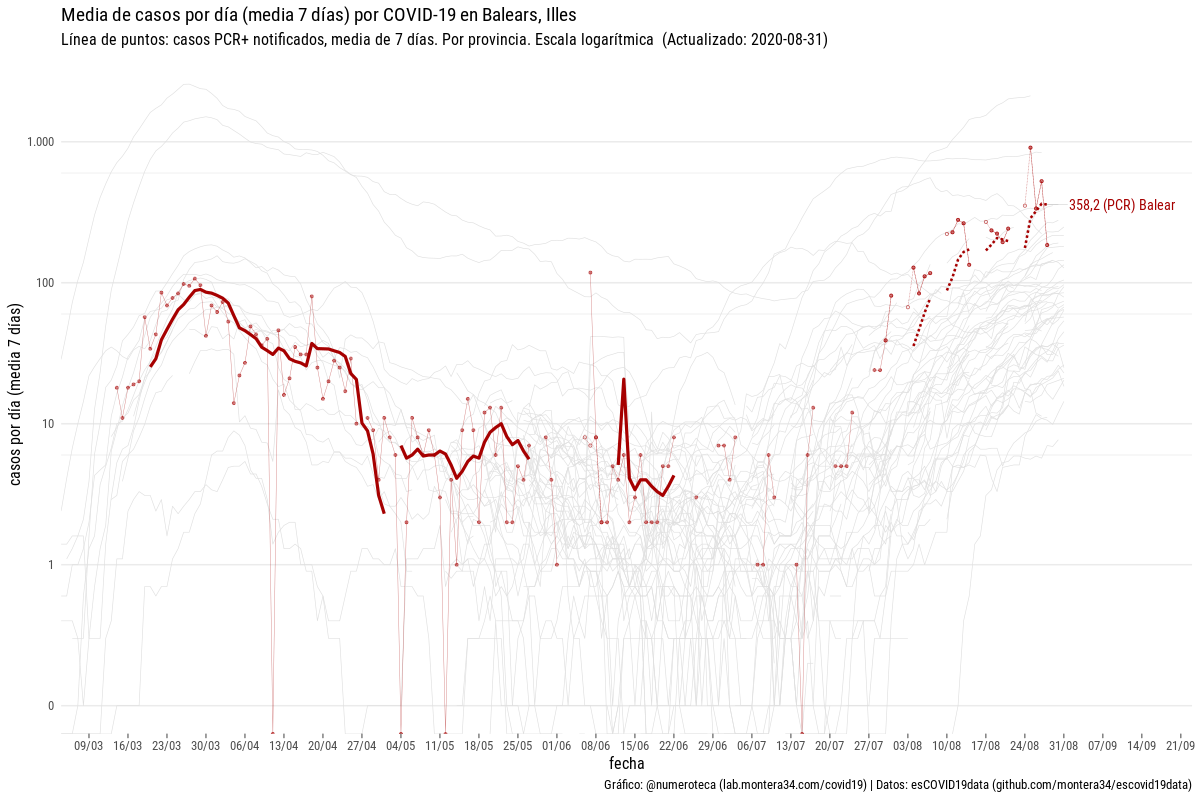 Media de casos por día (media 7 días) por COVID-19 en Balears, Illes
Línea de puntos: casos PCR+ notificados, media de 7 días. Por provincia. Escala logarítmica (Actualizado: 2020-08-31)
casos por día (media 7 días)
1.000
100
10
1
0
358,2 (PCR) Balear
09/03 16/03 23/03 30/03 06/04 13/04 20/04 27/04 04/05 11/05 18/05 25/05 01/06 08/06 15/06 22/06 29/06 06/07 13/07 20/07 27/07 03/08 10/08 17/08 24/08 31/08 07/09 14/09 21/09
fecha
Gráfico: @numeroteca (lab.montera34.com/covid19) | Datos: esCOVID19data (github.com/montera34/escovid19data)